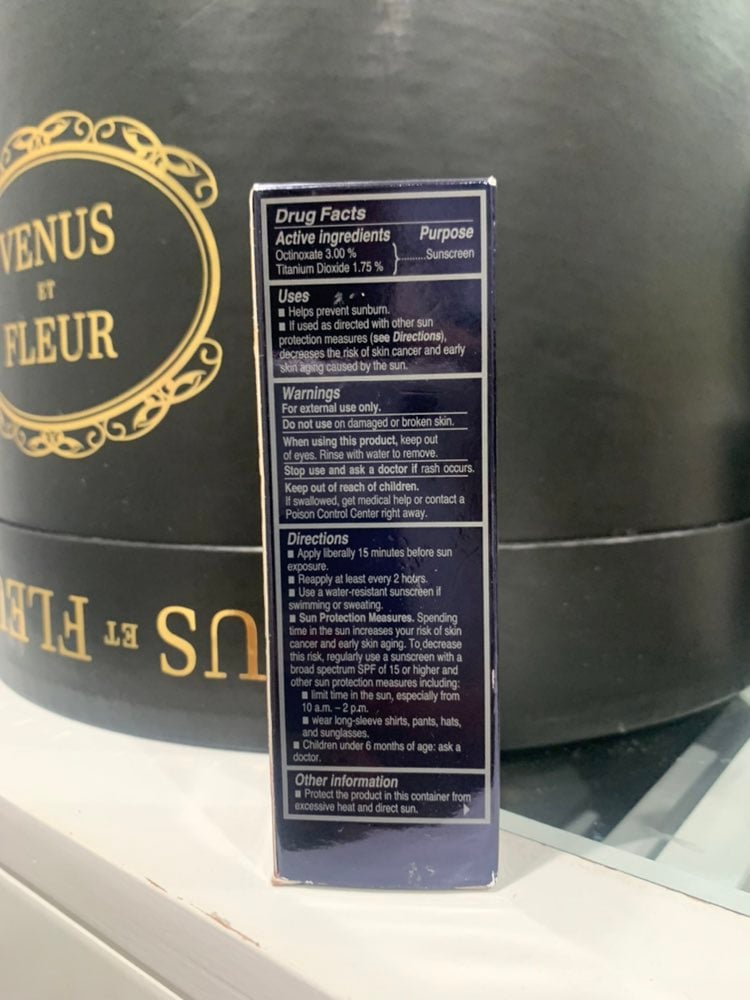 VENUS
ET
FLEUR
Drug Facts
Active ingredients Purpose
Octinoxate 3.00 %
Titanium Dioxide 1.75 % }.......Sunscreen
Uses
■ Helps prevent sunburn.
■ If used as directed with other sun
protection measures (see Directions),
decreases the risk of skin cancer and early
skin aging caused by the sun.
Warnings
For external use only.
Do not use on damaged or broken skin.
When using this product, keep out
of eyes. Rinse with water to remove.
Stop use and ask a doctor if rash occurs.
Keep out of reach of children.
If swallowed, get medical help or contact a
Poison Control Center right away.
Directions
■ Apply liberally 15 minutes before sun
exposure.
■ Reapply at least every 2 hours.
■ Use a water-resistant sunscreen if
swimming or sweating.
■ Sun Protection Measures. Spending
time in the sun increases your risk of skin
cancer and early skin aging. To decrease
this risk, regularly use a sunscreen with a
broad spectrum SPF of 15 or higher and
other sun protection measures including:
■ limit time in the sun, especially from
10 a.m. – 2 p.m.
■ wear long-sleeve shirts, pants, hats,
and sunglasses.
■ Children under 6 months of age: ask a
doctor.
Other information
■ Protect the product in this container from
excessive heat and direct sun.
US ET FLEU